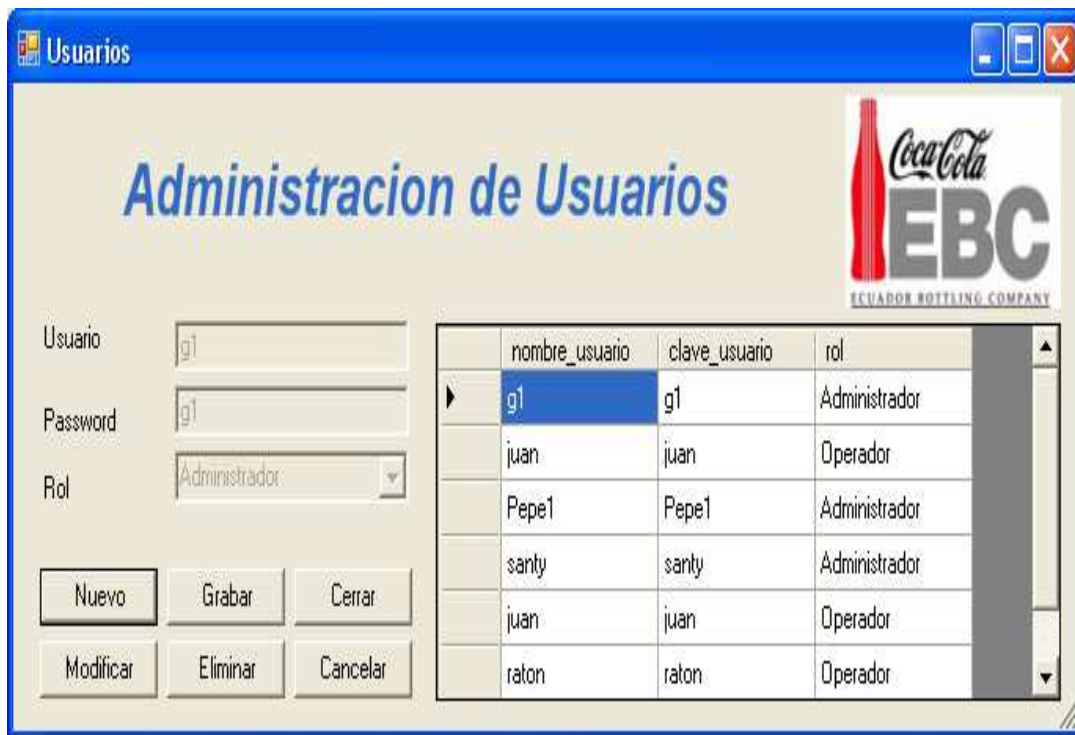 Usuarios
Administracion de Usuarios
Coca-Cola
EBC
ECUADOR BOTTLING COMPANY
Usuario g1
Password g1
Rol Administrador
Nuevo Grabar Cerrar
Modificar Eliminar Cancelar
nombre_usuario clave_usuario rol
g1 g1 Administrador
juan juan Operador
Pepe1 Pepe1 Administrador
santy santy Administrador
juan juan Operador
raton raton Operador